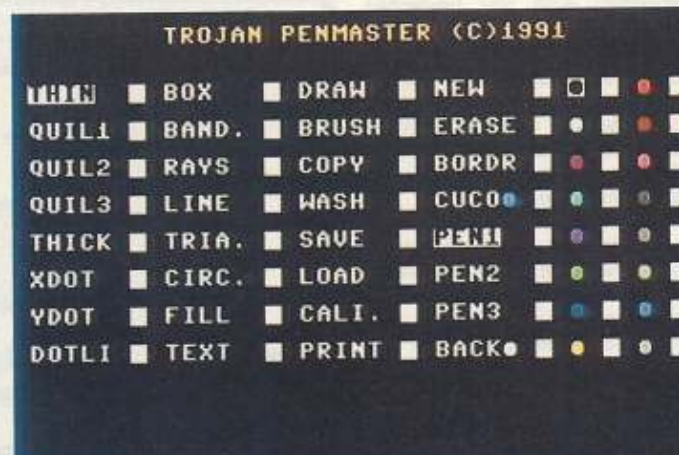 TROJAN PENMASTER (C)1991
THIN BOX DRAW NEW
QUIL1 BAND. BRUSH ERASE
QUIL2 RAYS COPY BORDR
QUIL3 LINE WASH CUCO
THICK TRIA. SAVE PEN1
XDOT CIRC. LOAD PEN2
YDOT FILL CALI. PEN3
DOTLI TEXT PRINT BACK